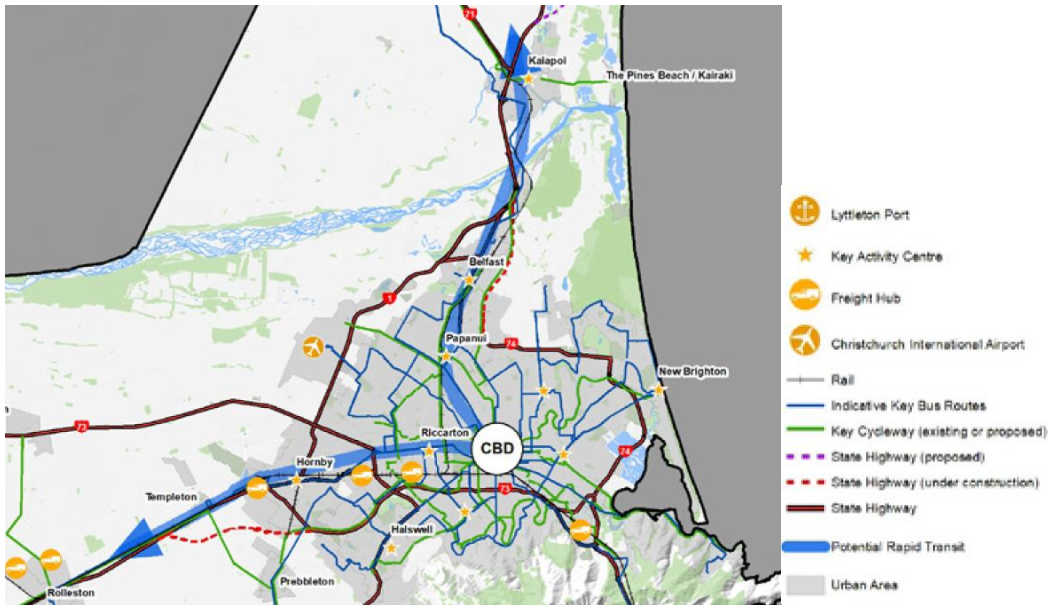 71
Kaiapoi
The Pines Beach / Kairaki
Belfast
1
Papanui
74
New Brighton
73
Riccarton
CBD
74
Hornby
Templeton
73
Halswell
Prebbleton
Rolleston
Lyttleton Port
Key Activity Centre
Freight Hub
Christchurch International Airport
Rail
Indicative Key Bus Routes
Key Cycleway (existing or proposed)
State Highway (proposed)
State Highway (under construction)
State Highway
Potential Rapid Transit
Urban Area